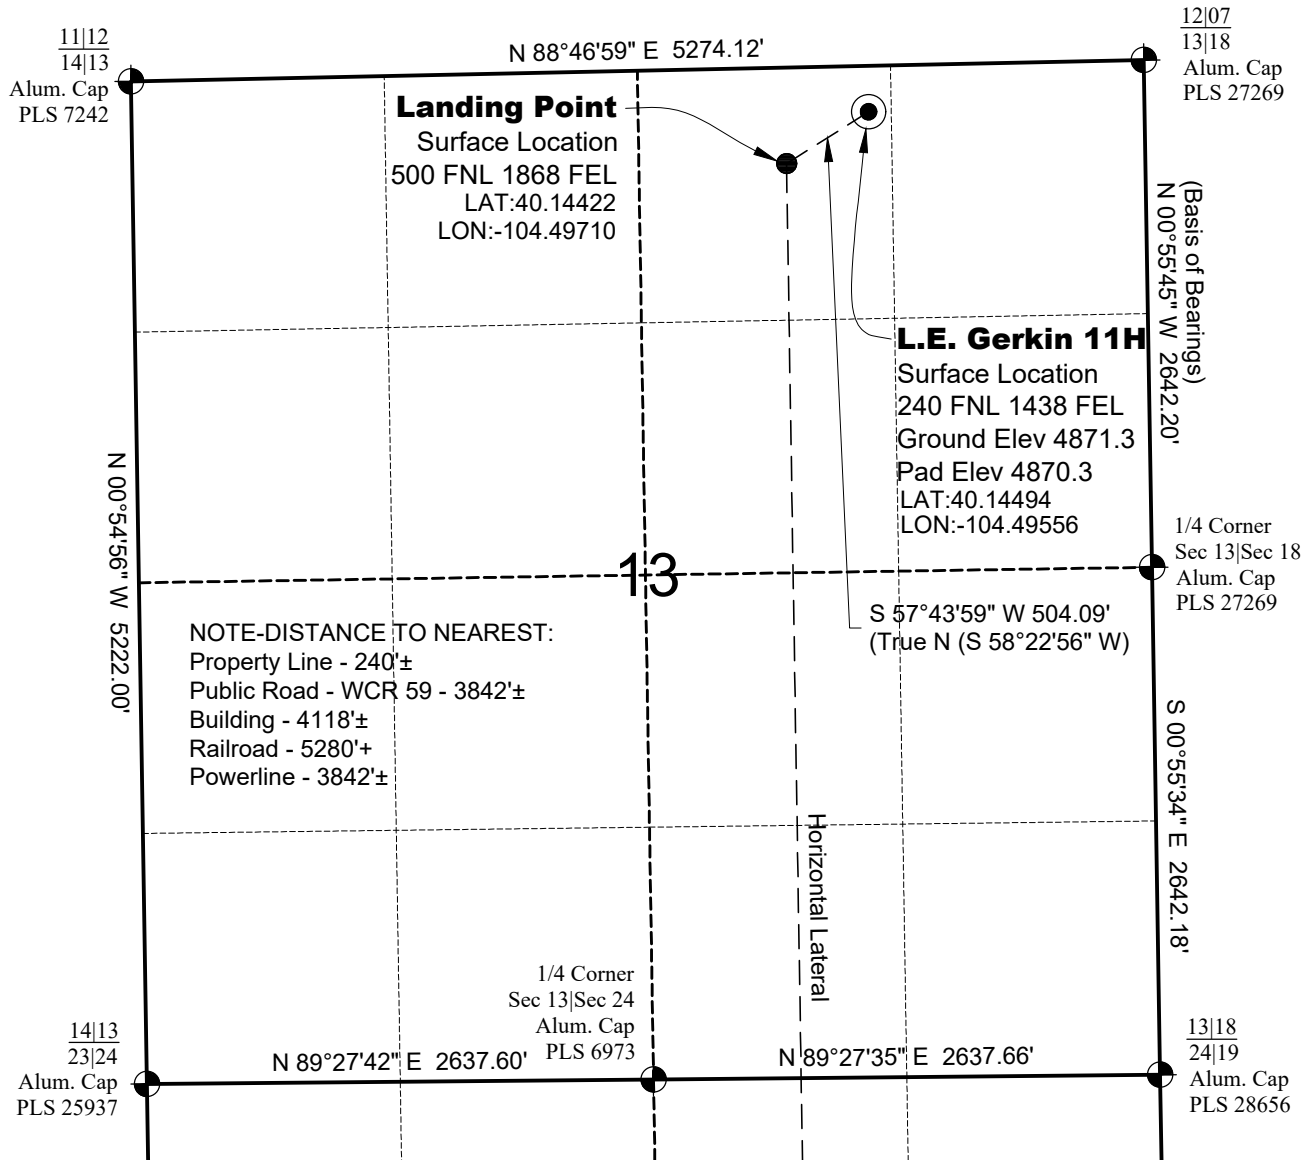 11|12
14|13
Alum. Cap
PLS 7242
N 88°46'59" E 5274.12'
12|07
13|18
Alum. Cap
PLS 27269
Landing Point
Surface Location
500 FNL 1868 FEL
LAT:40.14422
LON:-104.49710
(Basis of Bearings)
N 00°55'45" W 2642.20'
L.E. Gerkin 11H
Surface Location
240 FNL 1438 FEL
Ground Elev 4871.3
Pad Elev 4870.3
LAT:40.14494
LON:-104.49556
N 00°54'56" W 5222.00'
1/4 Corner
Sec 13|Sec 18
Alum. Cap
PLS 27269
13
S 57°43'59" W 504.09'
(True N (S 58°22'56" W)
NOTE-DISTANCE TO NEAREST:
Property Line - 240'±
Public Road - WCR 59 - 3842'±
Building - 4118'±
Railroad - 5280'+
Powerline - 3842'±
S 00°55'34" E 2642.18'
Horizontal Lateral
1/4 Corner
Sec 13|Sec 24
Alum. Cap
PLS 6973
14|13
23|24
Alum. Cap
PLS 25937
N 89°27'42" E 2637.60'
N 89°27'35" E 2637.66'
13|18
24|19
Alum. Cap
PLS 28656